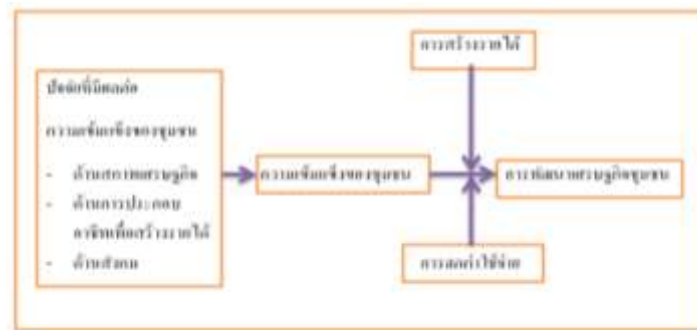 การสร้างรายได้
ปัจจัยที่มีผลต่อ
ความเข้มแข็งของชุมชน
- ด้านสภาพเศรษฐกิจ
- ด้านการประกอบ
อาชีพเพื่อสร้างรายได้
- ด้านสังคม
ความเข้มแข็งของชุมชน
การพัฒนาเศรษฐกิจชุมชน
การลดค่าใช้จ่าย